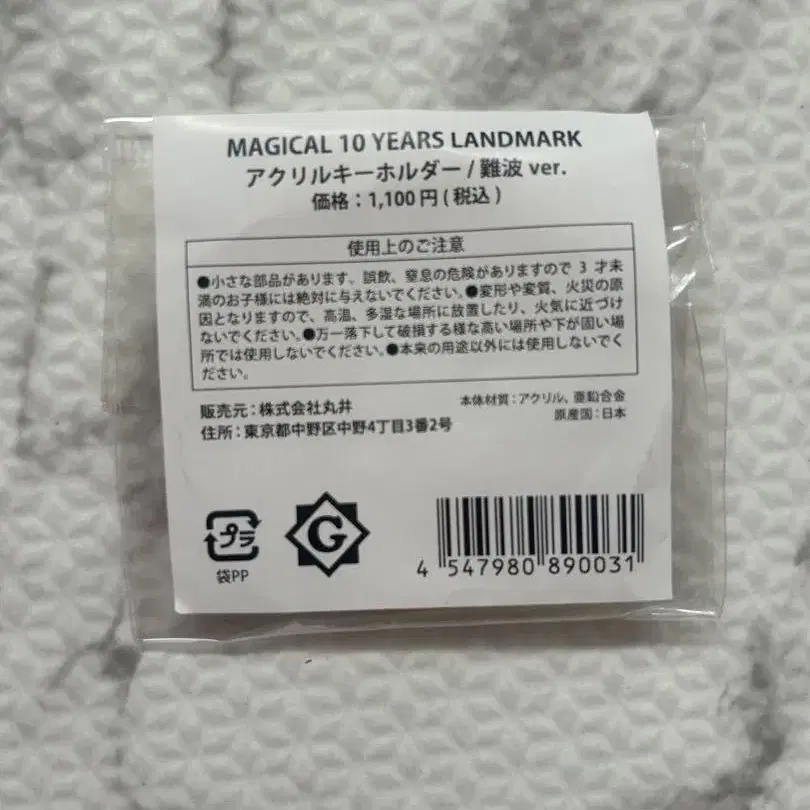 MAGICAL 10 YEARS LANDMARK
アクリルキーホルダー / 難波 ver.
価格：1,100円 ( 税込 )
使用上のご注意
●小さな部品があります。誤飲、窒息の危険がありますので 3 才未
満のお子様には絶対に与えないでください。●変形や変質、火災の原
因となりますので、高温、多湿な場所に放置したり、火気に近づけ
ないでください。●万一落下して破損する様な高い場所や下が固い場
所では使用しないでください。●本来の用途以外には使用しないでく
ださい。
販売元：株式会社丸井
住所：東京都中野区中野4丁目3番2号
本体材質：アクリル、亜鉛合金
原産国：日本
プラ
袋PP
G
4 547980 890031